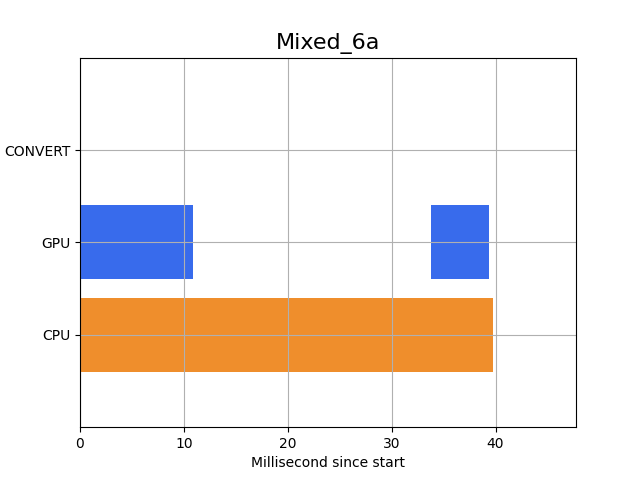 Mixed_6a
CONVERT
GPU
CPU
0 10 20 30 40
Millisecond since start